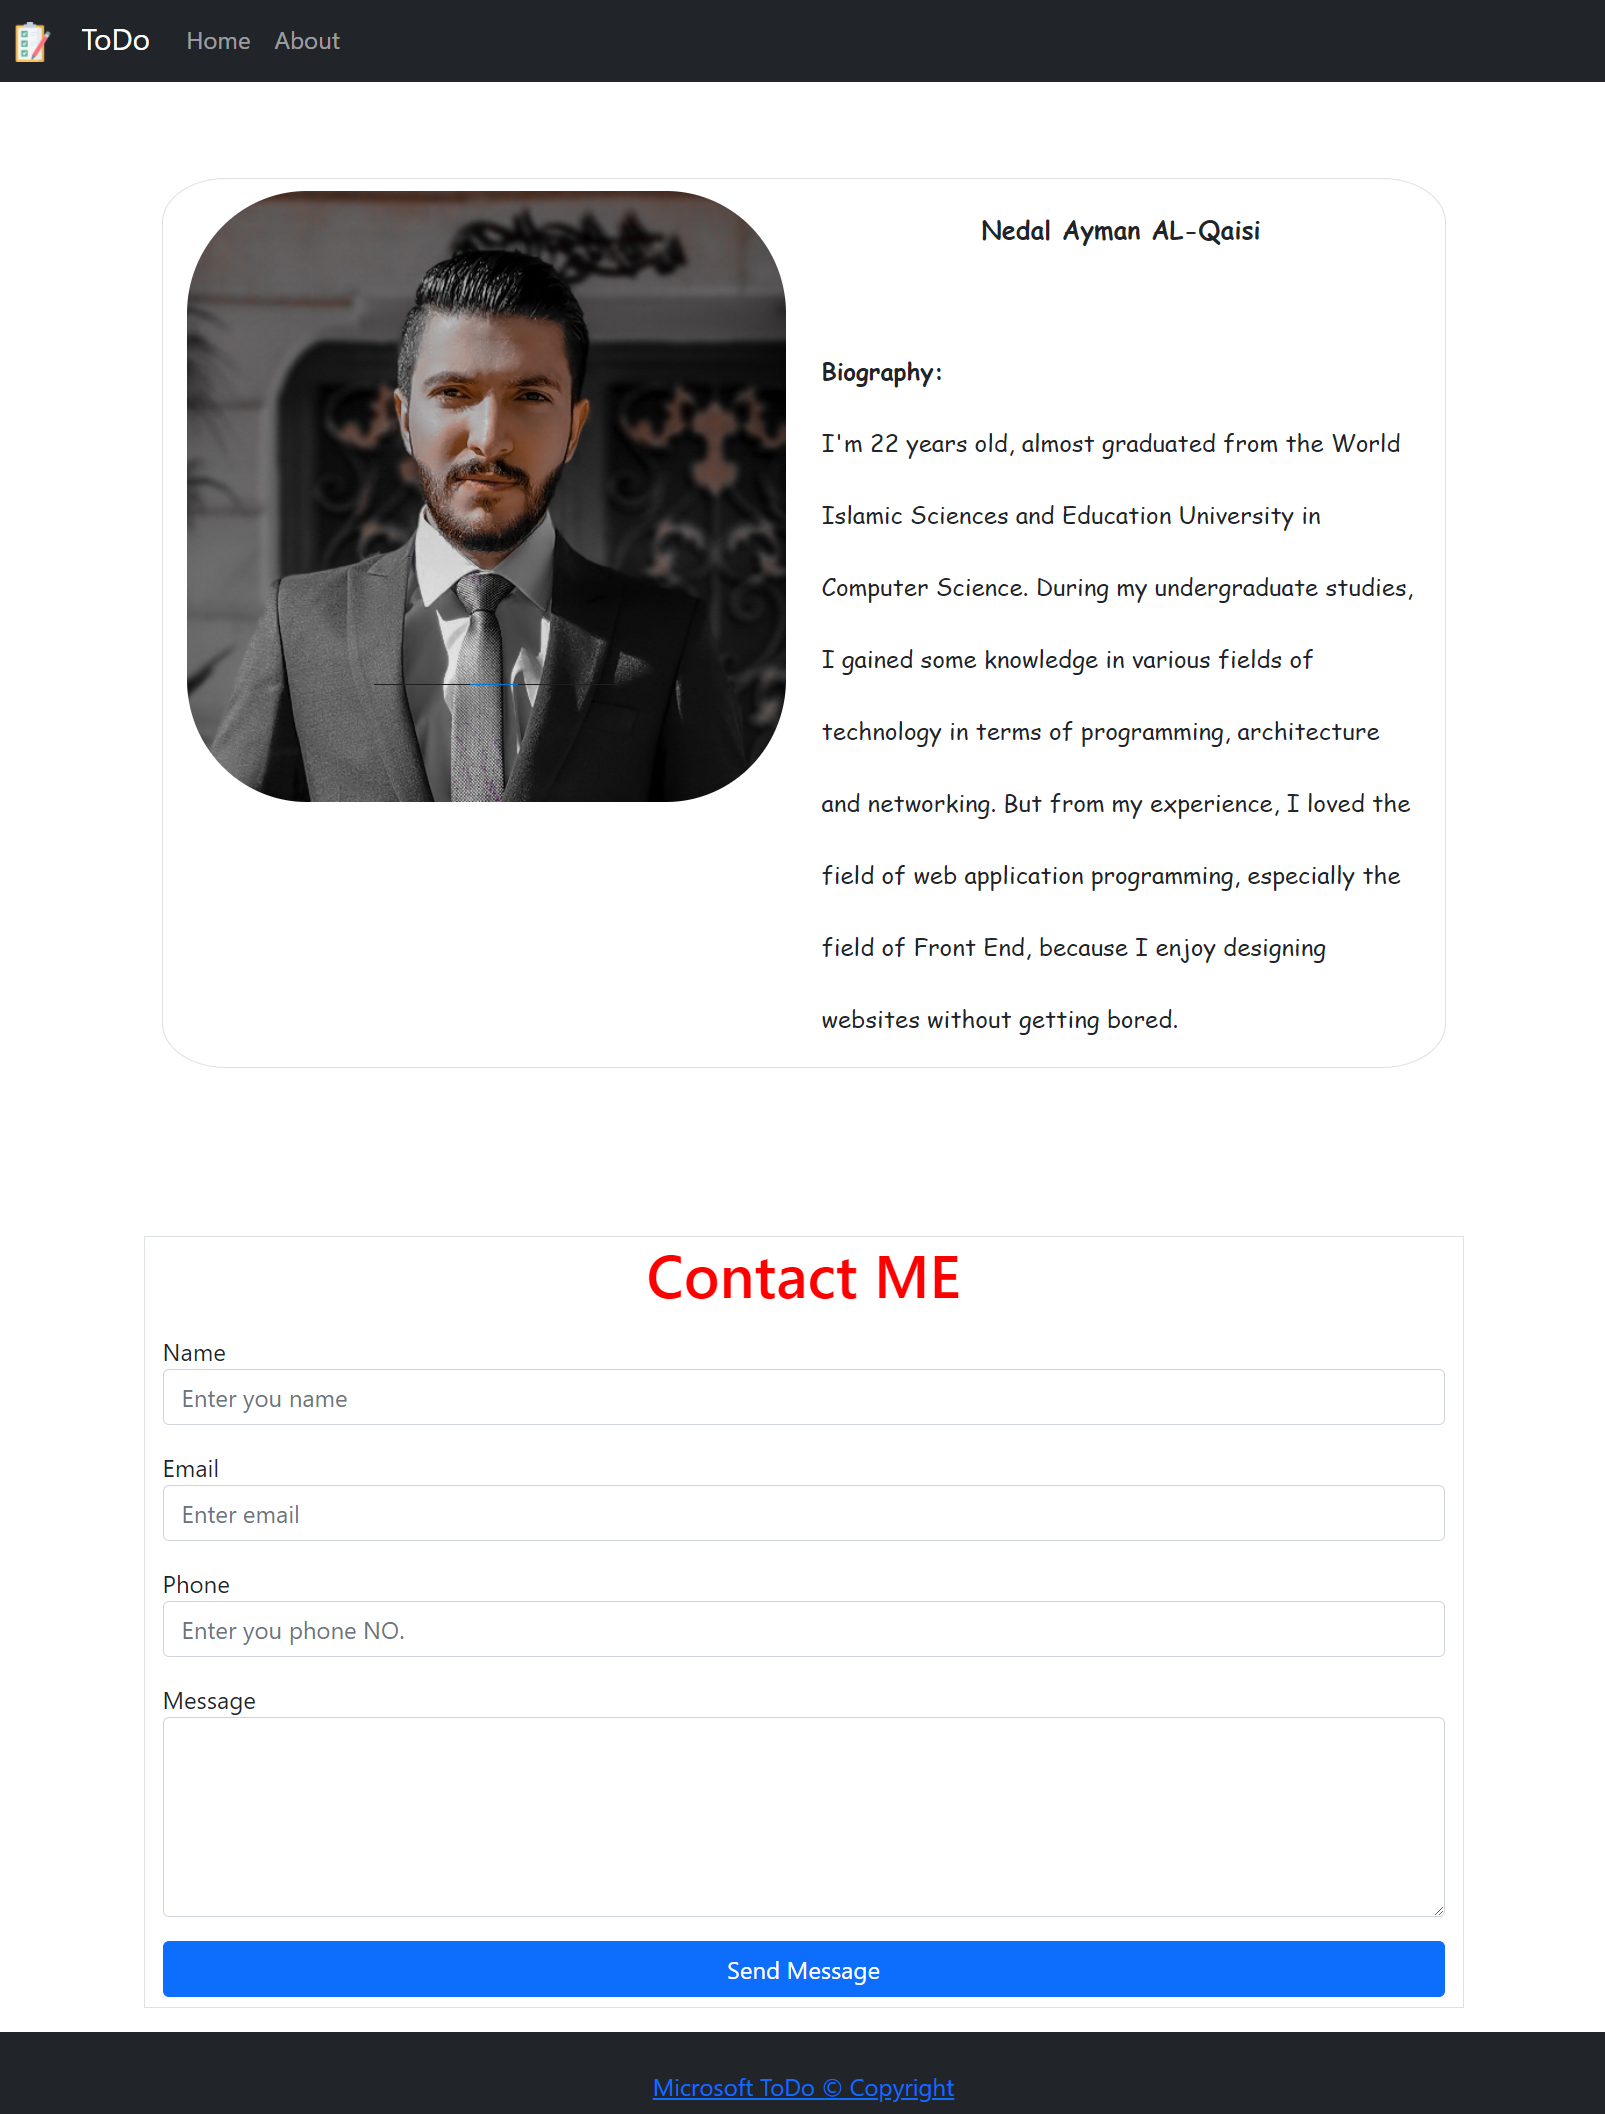 ToDo Home About
Nedal Ayman AL-Qaisi
Biography:
I'm 22 years old, almost graduated from the World
Islamic Sciences and Education University in
Computer Science. During my undergraduate studies,
I gained some knowledge in various fields of
technology in terms of programming, architecture
and networking. But from my experience, I loved the
field of web application programming, especially the
field of Front End, because I enjoy designing
websites without getting bored.
Contact ME
Name
Enter you name
Email
Enter email
Phone
Enter you phone NO.
Message
Send Message
Microsoft ToDo © Copyright